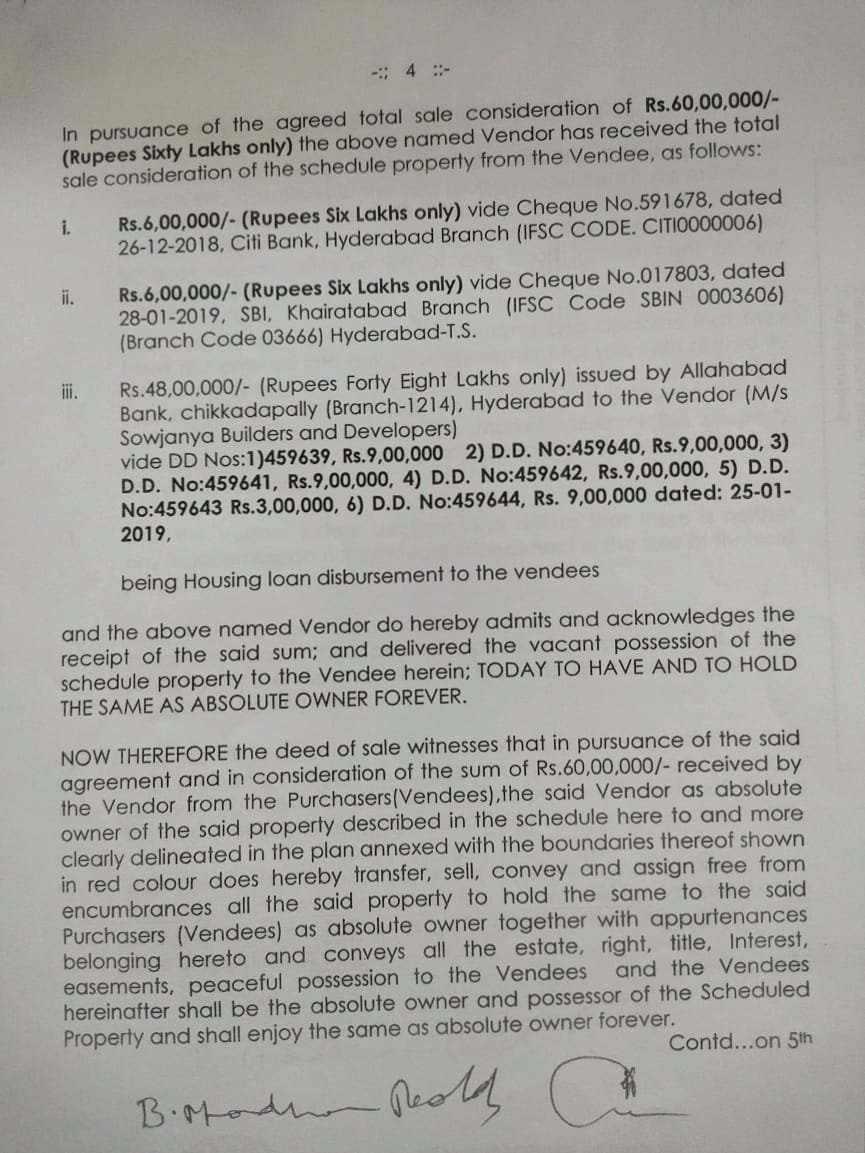 -:: 4 ::-
In pursuance of the agreed total sale consideration of Rs.60,00,000/-
(Rupees Sixty Lakhs only) the above named Vendor has received the total
sale consideration of the schedule property from the Vendee, as follows:
i. Rs.6,00,000/- (Rupees Six Lakhs only) vide Cheque No.591678, dated
26-12-2018, Citi Bank, Hyderabad Branch (IFSC CODE. CITI0000006)
ii. Rs.6,00,000/- (Rupees Six Lakhs only) vide Cheque No.017803, dated
28-01-2019, SBI, Khairatabad Branch (IFSC Code SBIN 0003606)
(Branch Code 03666) Hyderabad-T.S.
iii. Rs.48,00,000/- (Rupees Forty Eight Lakhs only) issued by Allahabad
Bank, chikkadapally (Branch-1214), Hyderabad to the Vendor (M/s
Sowjanya Builders and Developers)
vide DD Nos:1)459639, Rs.9,00,000 2) D.D. No:459640, Rs.9,00,000, 3)
D.D. No:459641, Rs.9,00,000, 4) D.D. No:459642, Rs.9,00,000, 5) D.D.
No:459643 Rs.3,00,000, 6) D.D. No:459644, Rs. 9,00,000 dated: 25-01-
2019,
being Housing loan disbursement to the vendees
and the above named Vendor do hereby admits and acknowledges the
receipt of the said sum; and delivered the vacant possession of the
schedule property to the Vendee herein; TODAY TO HAVE AND TO HOLD
THE SAME AS ABSOLUTE OWNER FOREVER.
NOW THEREFORE the deed of sale witnesses that in pursuance of the said
agreement and in consideration of the sum of Rs.60,00,000/- received by
the Vendor from the Purchasers(Vendees),the said Vendor as absolute
owner of the said property described in the schedule here to and more
clearly delineated in the plan annexed with the boundaries thereof shown
in red colour does hereby transfer, sell, convey and assign free from
encumbrances all the said property to hold the same to the said
Purchasers (Vendees) as absolute owner together with appurtenances
belonging hereto and conveys all the estate, right, title, Interest,
easements, peaceful possession to the Vendees and the Vendees
hereinafter shall be the absolute owner and possessor of the Scheduled
Property and shall enjoy the same as absolute owner forever.
Contd...on 5th
B.